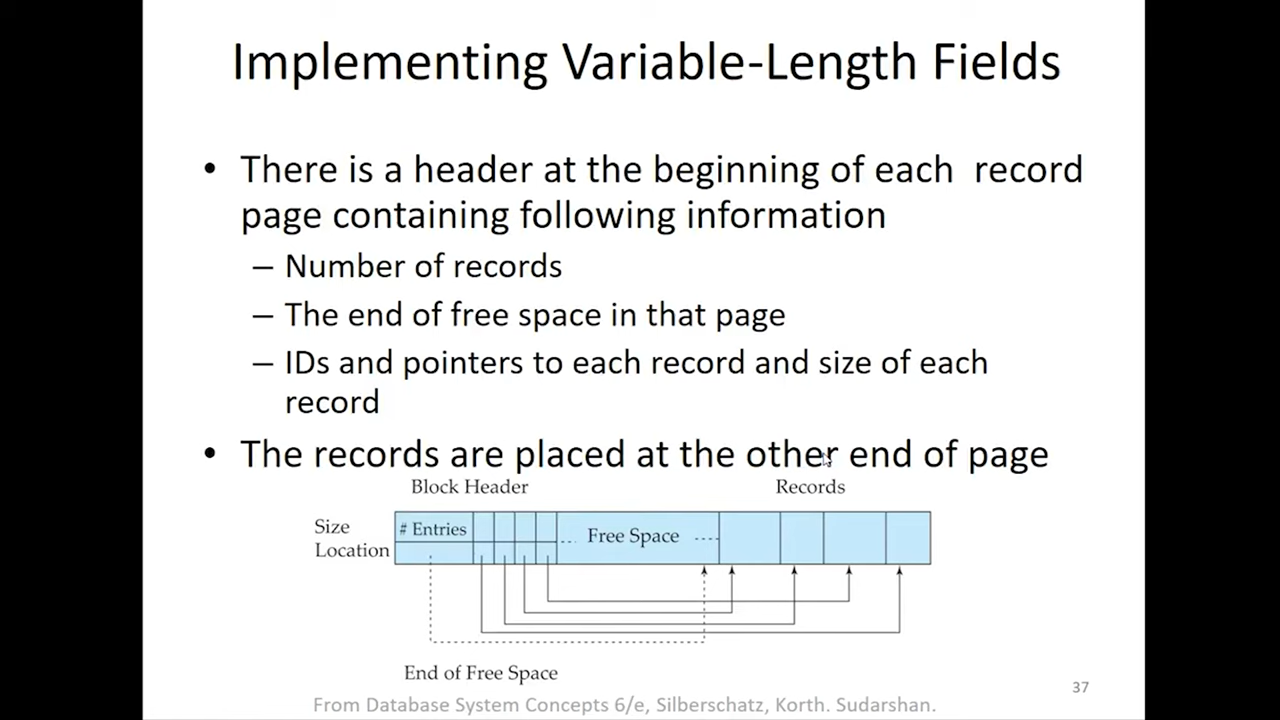 Implementing Variable-Length Fields
• There is a header at the beginning of each record
page containing following information
– Number of records
– The end of free space in that page
– IDs and pointers to each record and size of each
record
• The records are placed at the other end of page
Block Header
Records
Size
Location
# Entries
Free Space
End of Free Space
37
From Database System Concepts 6/e, Silberschatz, Korth. Sudarshan.